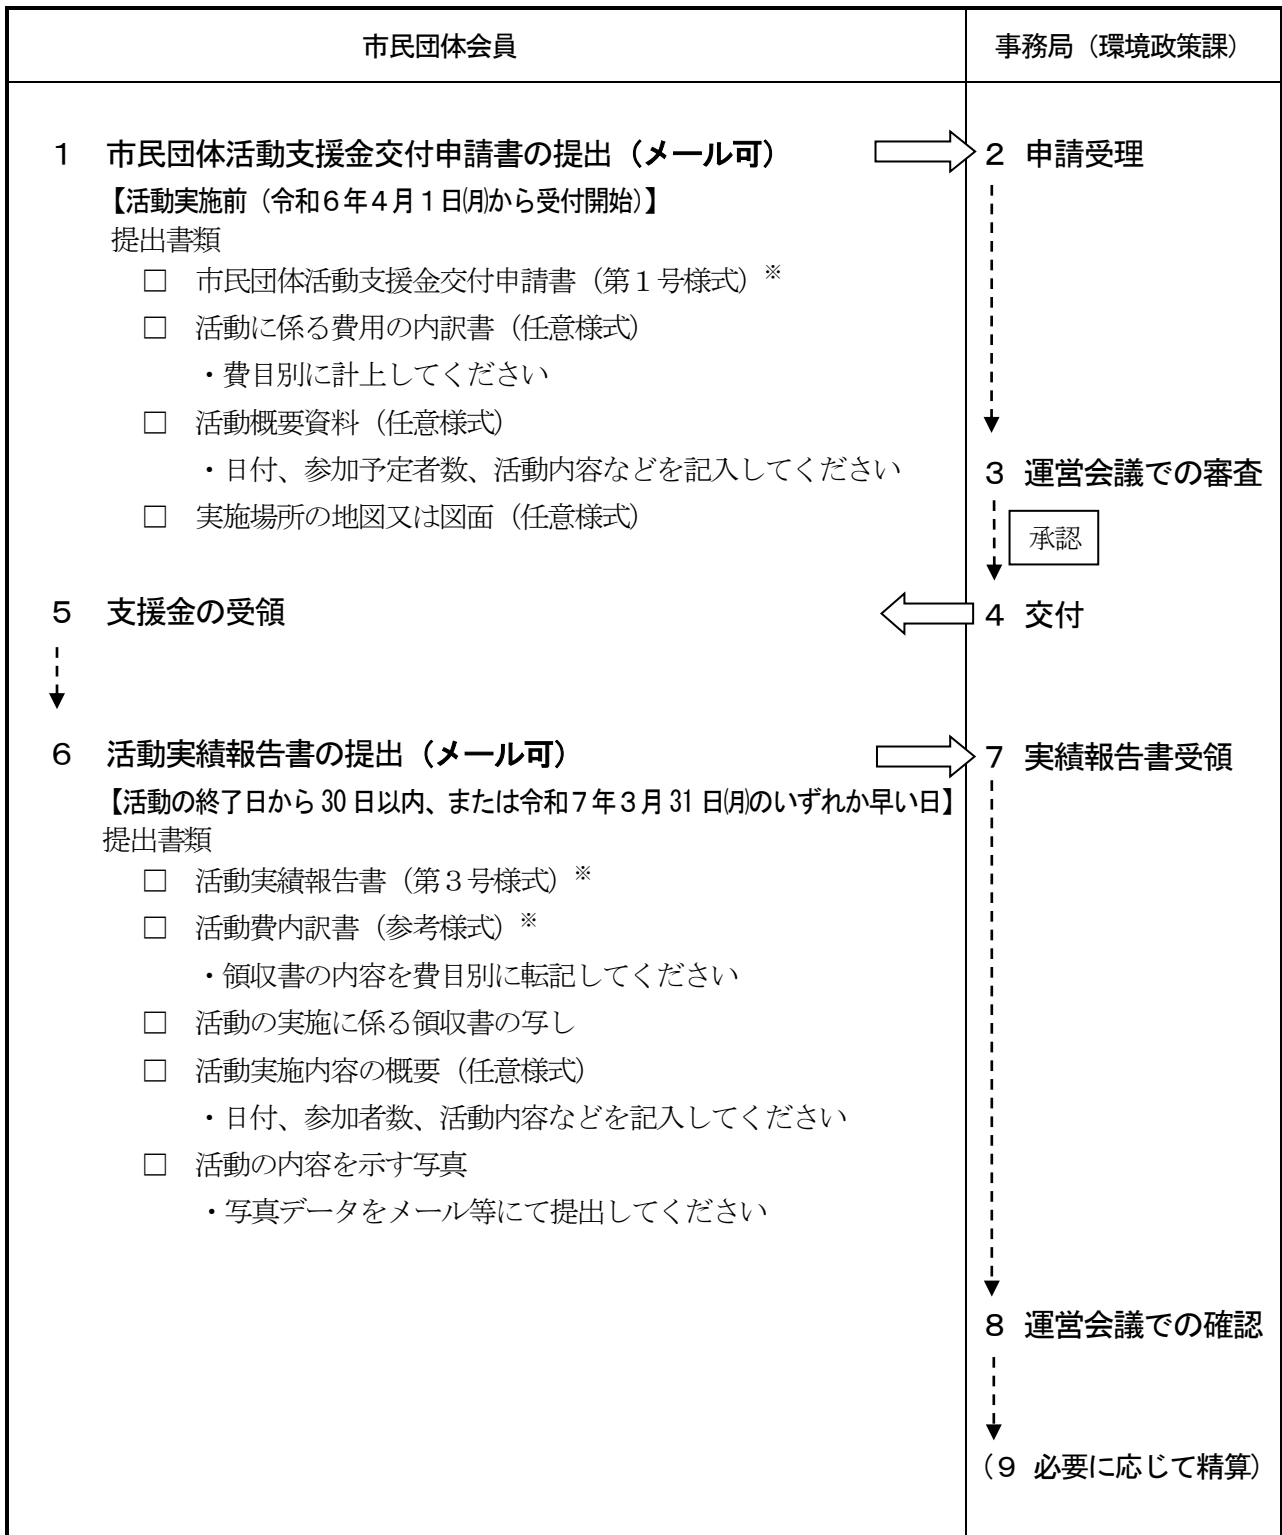 市民団体会員
事務局（環境政策課）
１ 市民団体活動支援金交付申請書の提出（メール可）
２ 申請受理
【活動実施前（令和６年４月１日㈪から受付開始）】
提出書類
□ 市民団体活動支援金交付申請書（第１号様式）※
□ 活動に係る費用の内訳書（任意様式）
・費目別に計上してください
□ 活動概要資料（任意様式）
・日付、参加予定者数、活動内容などを記入してください
３ 運営会議での審査
□ 実施場所の地図又は図面（任意様式）
承認
５ 支援金の受領
４ 交付
６ 活動実績報告書の提出（メール可）
７ 実績報告書受領
【活動の終了日から 30 日以内、または令和７年３月 31 日㈪のいずれか早い日】
提出書類
□ 活動実績報告書（第３号様式）※
□ 活動費内訳書（参考様式）※
・領収書の内容を費目別に転記してください
□ 活動の実施に係る領収書の写し
□ 活動実施内容の概要（任意様式）
・日付、参加者数、活動内容などを記入してください
□ 活動の内容を示す写真
・写真データをメール等にて提出してください
８ 運営会議での確認
（９ 必要に応じて精算）